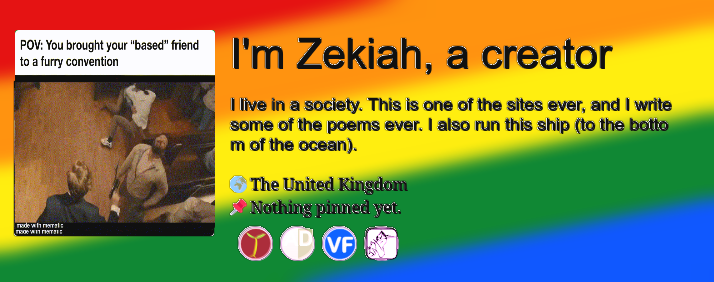 POV: You brought your “based” friend
to a furry convention
made with mematic
made with mematic
I'm Zekiah, a creator
I live in a society. This is one of the sites ever, and I write
some of the poems ever. I also run this ship (to the botto
m of the ocean).
The United Kingdom
Nothing pinned yet.
D
VF